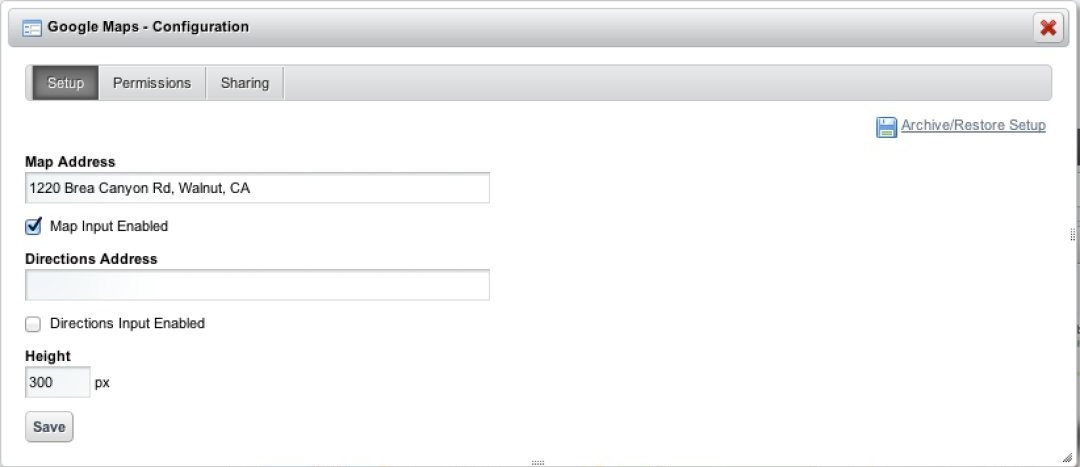 Google Maps - Configuration
Setup Permissions Sharing
Archive/Restore Setup
Map Address
1220 Brea Canyon Rd, Walnut, CA
Map Input Enabled
Directions Address
Directions Input Enabled
Height
300 px
Save